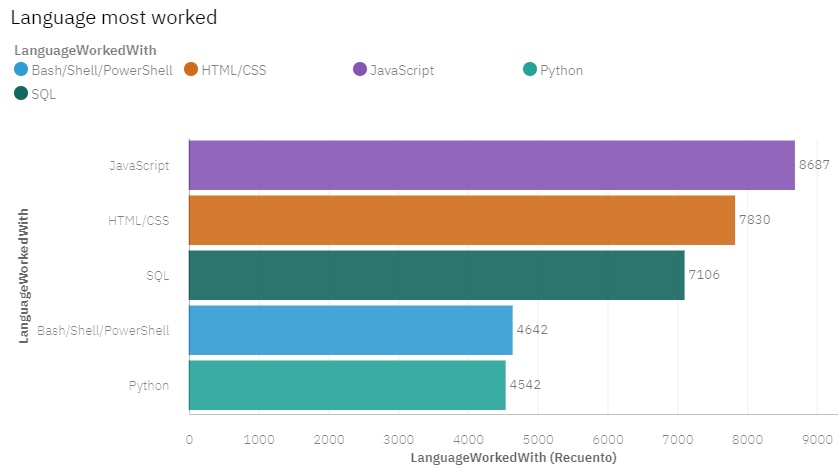 Language most worked
LanguageWorkedWith
Bash/Shell/PowerShell HTML/CSS JavaScript Python
SQL
LanguageWorkedWith
JavaScript 8687
HTML/CSS 7830
SQL 7106
Bash/Shell/PowerShell 4642
Python 4542
0 1000 2000 3000 4000 5000 6000 7000 8000 9000
LanguageWorkedWith (Recuento)